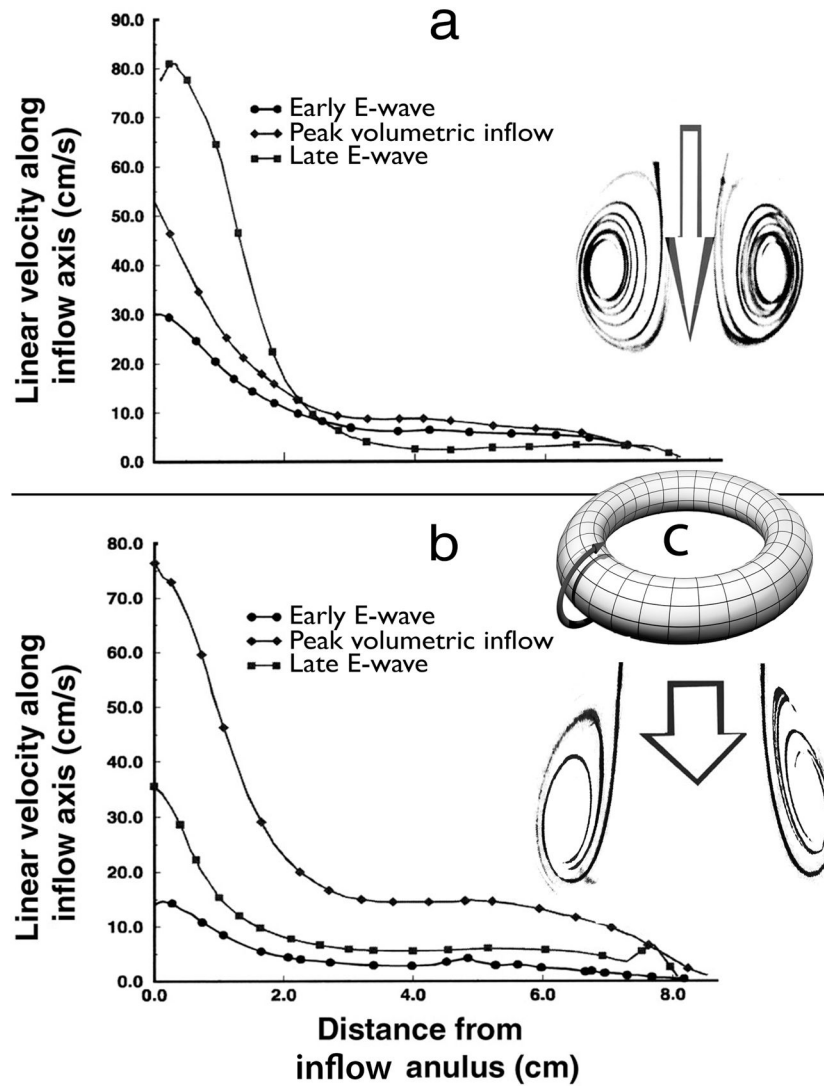 a
90.0
80.0
70.0
60.0
50.0
40.0
30.0
20.0
10.0
0.0
Linear velocity along
inflow axis (cm/s)
Early E-wave
Peak volumetric inflow
Late E-wave
b
c
80.0
70.0
60.0
50.0
40.0
30.0
20.0
10.0
0.0
Linear velocity along
inflow axis (cm/s)
Early E-wave
Peak volumetric inflow
Late E-wave
0.0 2.0 4.0 6.0 8.0
Distance from
inflow anulus (cm)